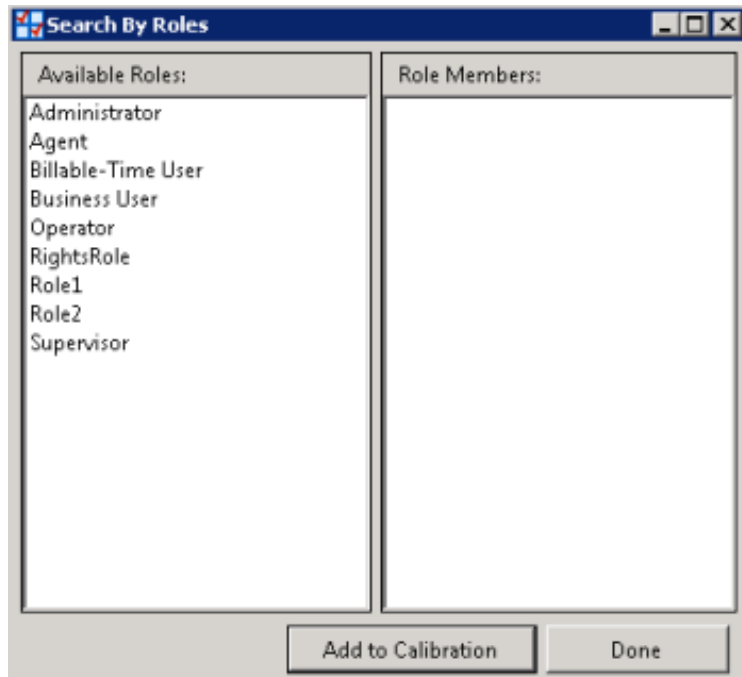 Search By Roles
Available Roles:
Role Members:
Administrator
Agent
Billable-Time User
Business User
Operator
RightsRole
Role1
Role2
Supervisor
Add to Calibration
Done